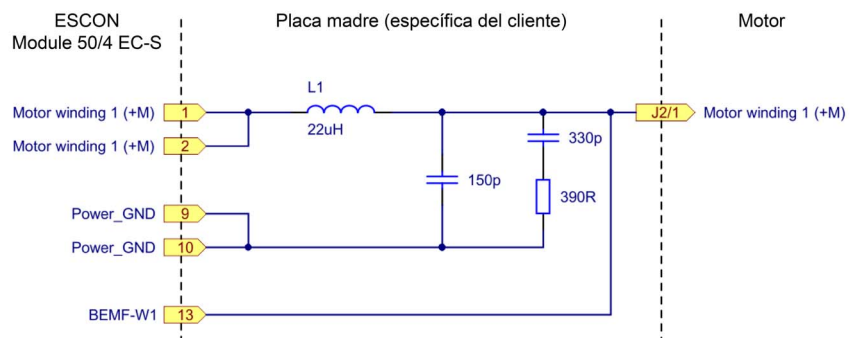 ESCON
Module 50/4 EC-S
Placa madre (específica del cliente)
Motor
L1
22uH
Motor winding 1 (+M) 1
Motor winding 1 (+M) 2
J2/1 Motor winding 1 (+M)
330p
150p
390R
Power_GND 9
Power_GND 10
BEMF-W1 13